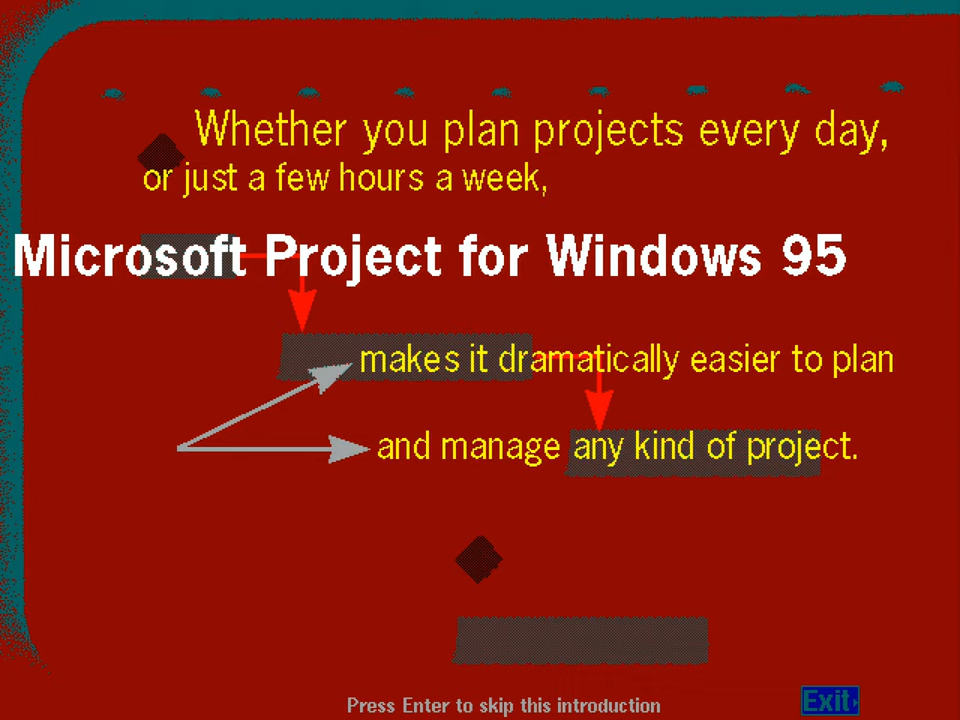 Whether you plan projects every day,
or just a few hours a week,
Microsoft Project for Windows 95
makes it dramatically easier to plan
and manage any kind of project.
Press Enter to skip this introduction
Exit